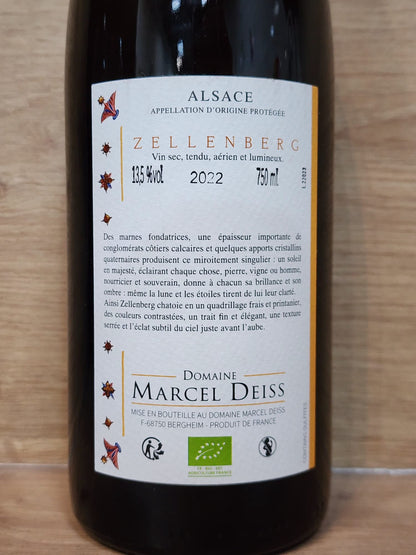 ALSACE
APPELLATION D'ORIGINE PROTÉGÉE
ZELLENBERG
Vin sec, tendu, aérien et lumineux.
13,5 %vol 2022 750 ml
L 22023
Des marnes fondatrices, une épaisseur importante de
conglomérats côtiers calcaires et quelques apports cristallins
quaternaires produisent ce miroitement singulier : un soleil
en majesté, éclairant chaque chose, pierre, vigne ou homme,
nourricier et souverain, donne à chacun sa brillance et son
ombre : même la lune et les étoiles tirent de lui leur clarté.
Ainsi Zellenberg chatoie en un quadrillage frais et printanier,
des couleurs contrastées, un trait fin et élégant, une texture
serrée et l'éclat subtil du ciel juste avant l'aube.
DOMAINE
MARCEL DEISS
MISE EN BOUTEILLE AU DOMAINE MARCEL DEISS
F-68750 BERGHEIM - PRODUIT DE FRANCE
CONTAINS SULPHITES
AGRICULTURE FRANCE